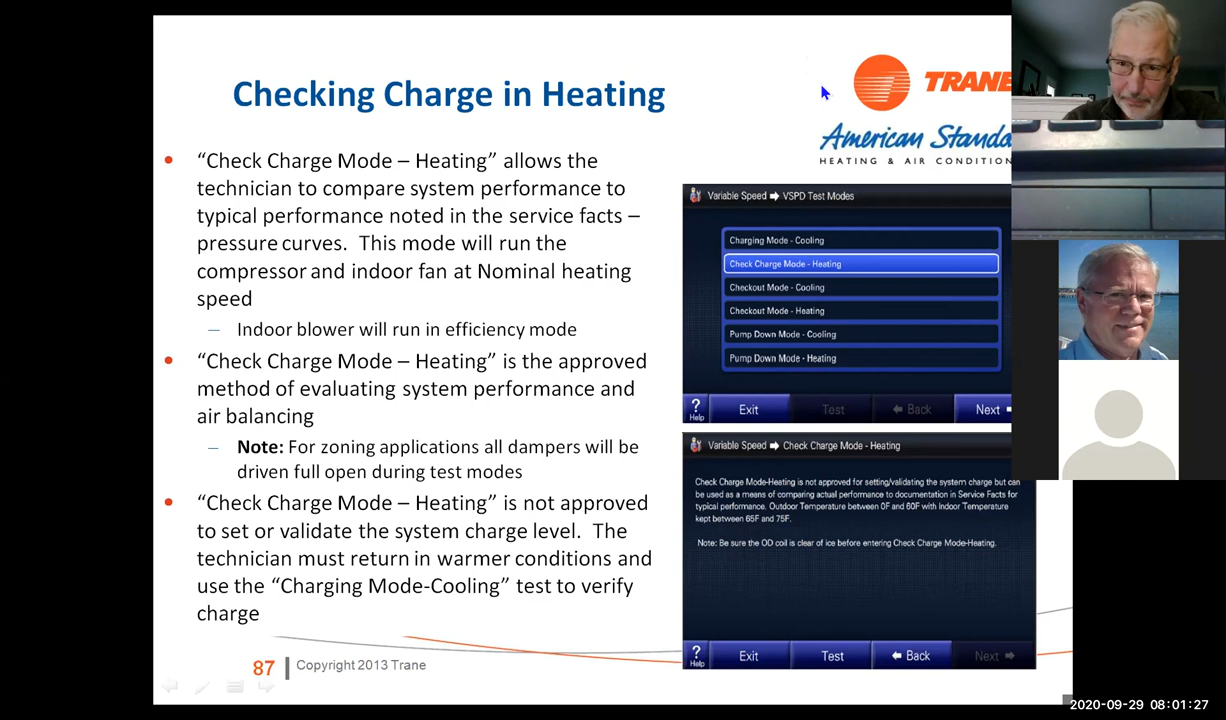 Checking Charge in Heating
TRANE
American Standa
HEATING & AIR CONDITION
• “Check Charge Mode – Heating” allows the
technician to compare system performance to
typical performance noted in the service facts –
pressure curves. This mode will run the
compressor and indoor fan at Nominal heating
speed
– Indoor blower will run in efficiency mode
• “Check Charge Mode – Heating” is the approved
method of evaluating system performance and
air balancing
– Note: For zoning applications all dampers will be
driven full open during test modes
• “Check Charge Mode – Heating” is not approved
to set or validate the system charge level. The
technician must return in warmer conditions and
use the “Charging Mode-Cooling” test to verify
charge
Variable Speed ➡ VSPD Test Modes
Charging Mode - Cooling
Check Charge Mode - Heating
Checkout Mode - Cooling
Checkout Mode - Heating
Pump Down Mode - Cooling
Pump Down Mode - Heating
? Help Exit Test Back Next
Variable Speed ➡ Check Charge Mode - Heating
Check Charge Mode-Heating is not approved for setting/validating the system charge but can
be used as a means of comparing actual performance to documentation in Service Facts for
typical performance. Outdoor Temperature between 0F and 60F with Indoor Temperature
kept between 65F and 75F.
Note: Be sure the OD coil is clear of ice before entering Check Charge Mode-Heating.
? Help Exit Test Back Next
87 Copyright 2013 Trane
2020-09-29 08:01:27